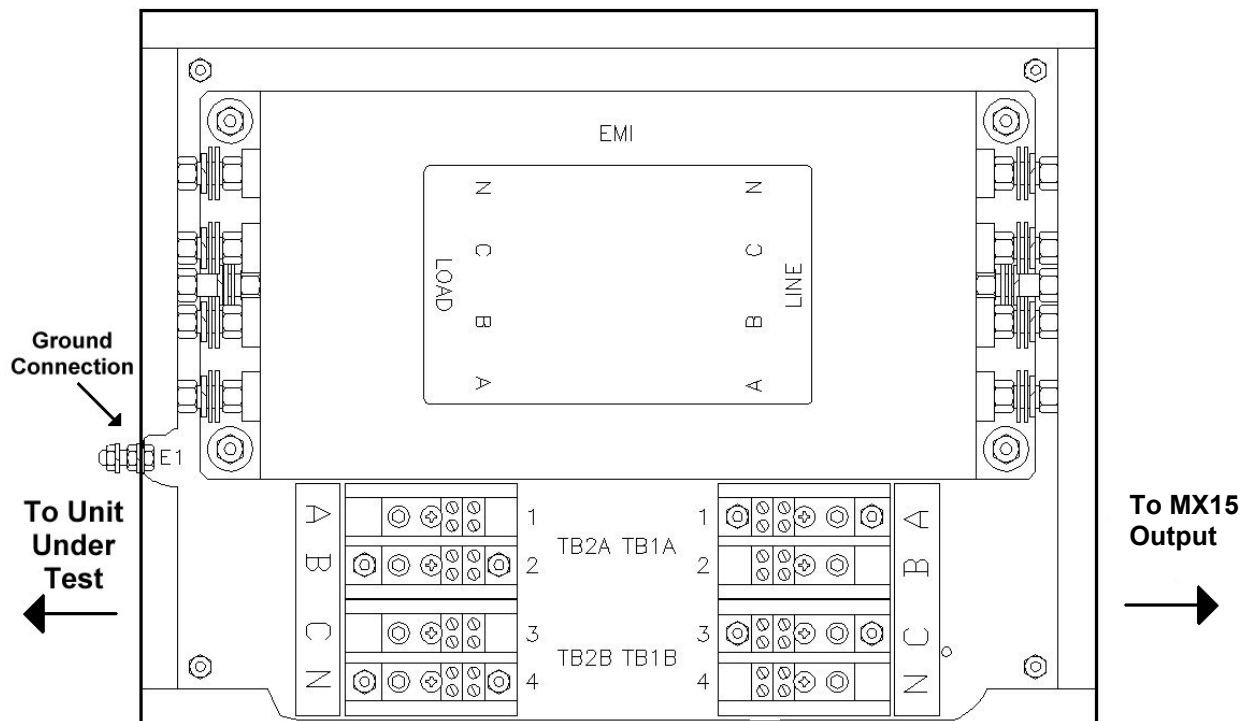 EMI
N
N
C
C
LOAD
LINE
B
B
A
A
Ground
Connection
E1
To Unit
Under
Test
To MX15
Output
A
1
TB2A TB1A
1
A
B
2
2
B
C
3
TB2B TB1B
3
C
N
4
4
N